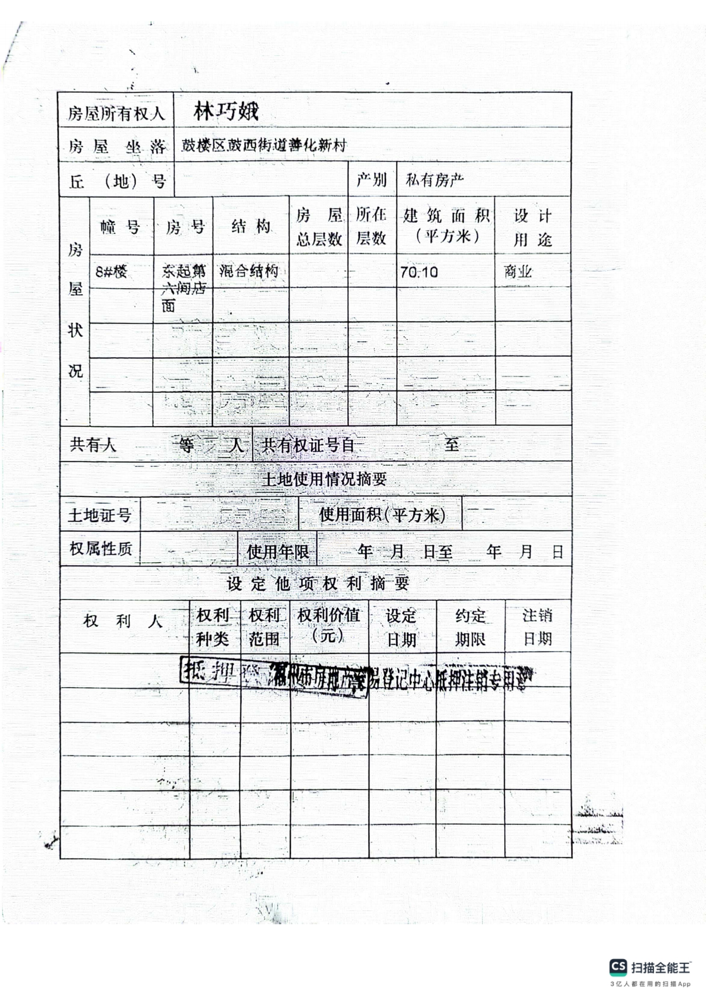 房屋所有权人 林巧娥
房屋坐落 鼓楼区鼓西街道善化新村
丘（地）号 产别 私有房产
房屋状况
幢号 房号 结构 房屋总层数 所在层数 建筑面积（平方米） 设计用途
8#楼 东起第六间店面 混合结构 70.10 商业
共有人 等 人 共有权证号自 至
土地使用情况摘要
土地证号 使用面积(平方米)
权属性质 使用年限 年 月 日至 年 月 日
设定他项权利摘要
权利人 权利种类 权利范围 权利价值（元） 设定日期 约定期限 注销日期
抵押
福州市房地产交易登记中心抵押注销专用章
CS 扫描全能王
3亿人都在用的扫描App